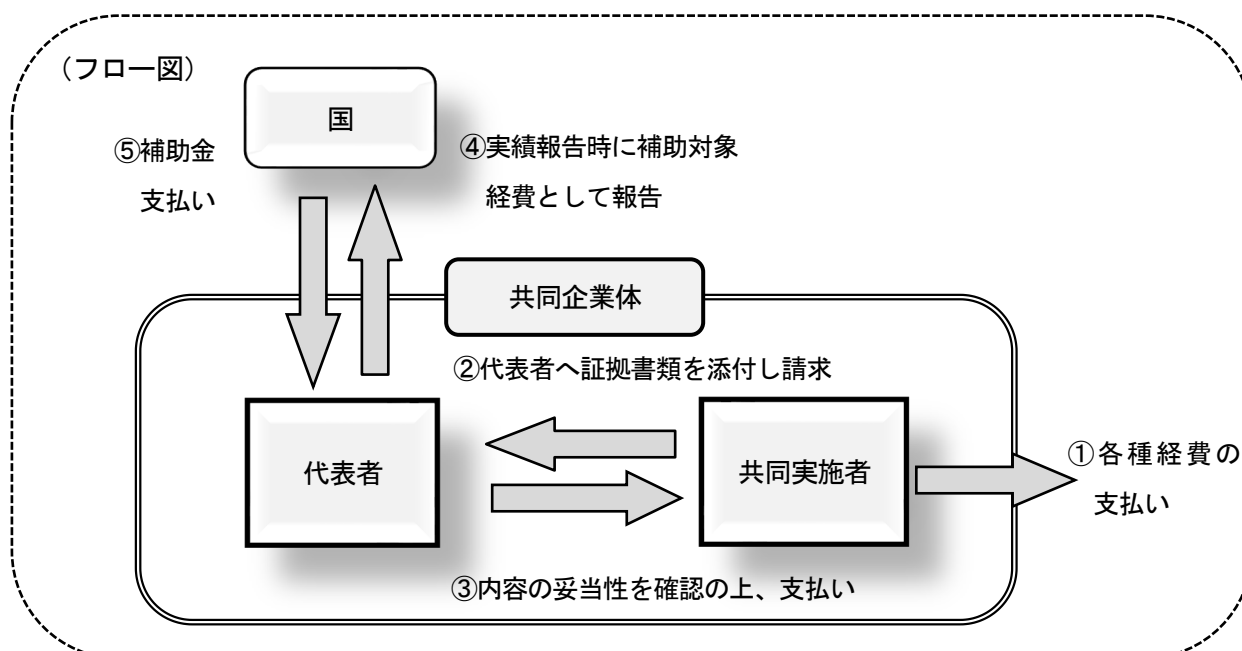 （フロー図）
国
⑤補助金
支払い
④実績報告時に補助対象
経費として報告
共同企業体
②代表者へ証拠書類を添付し請求
代表者
共同実施者
①各種経費の
支払い
③内容の妥当性を確認の上、支払い